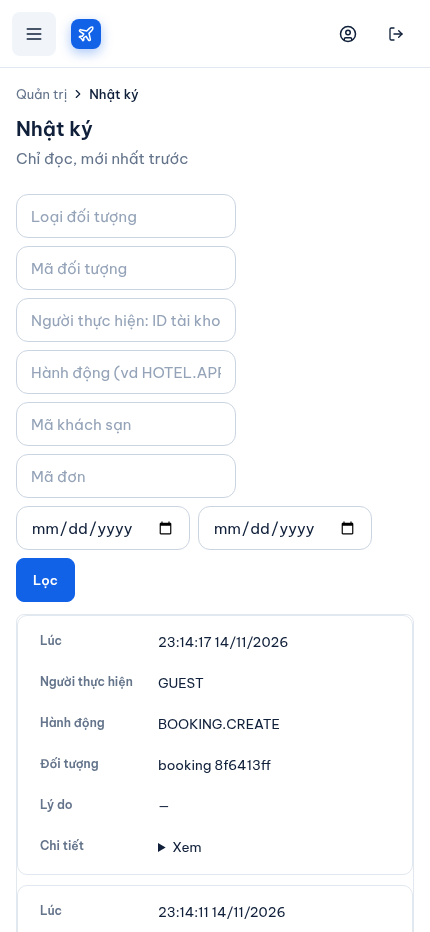 Quản trị > Nhật ký
Nhật ký
Chỉ đọc, mới nhất trước
Loại đối tượng
Mã đối tượng
Người thực hiện: ID tài kho
Hành động (vd HOTEL.APP
Mã khách sạn
Mã đơn
mm/dd/yyyy mm/dd/yyyy
Lọc
Lúc 23:14:17 14/11/2026
Người thực hiện GUEST
Hành động BOOKING.CREATE
Đối tượng booking 8f6413ff
Lý do —
Chi tiết ▶ Xem
Lúc 23:14:11 14/11/2026